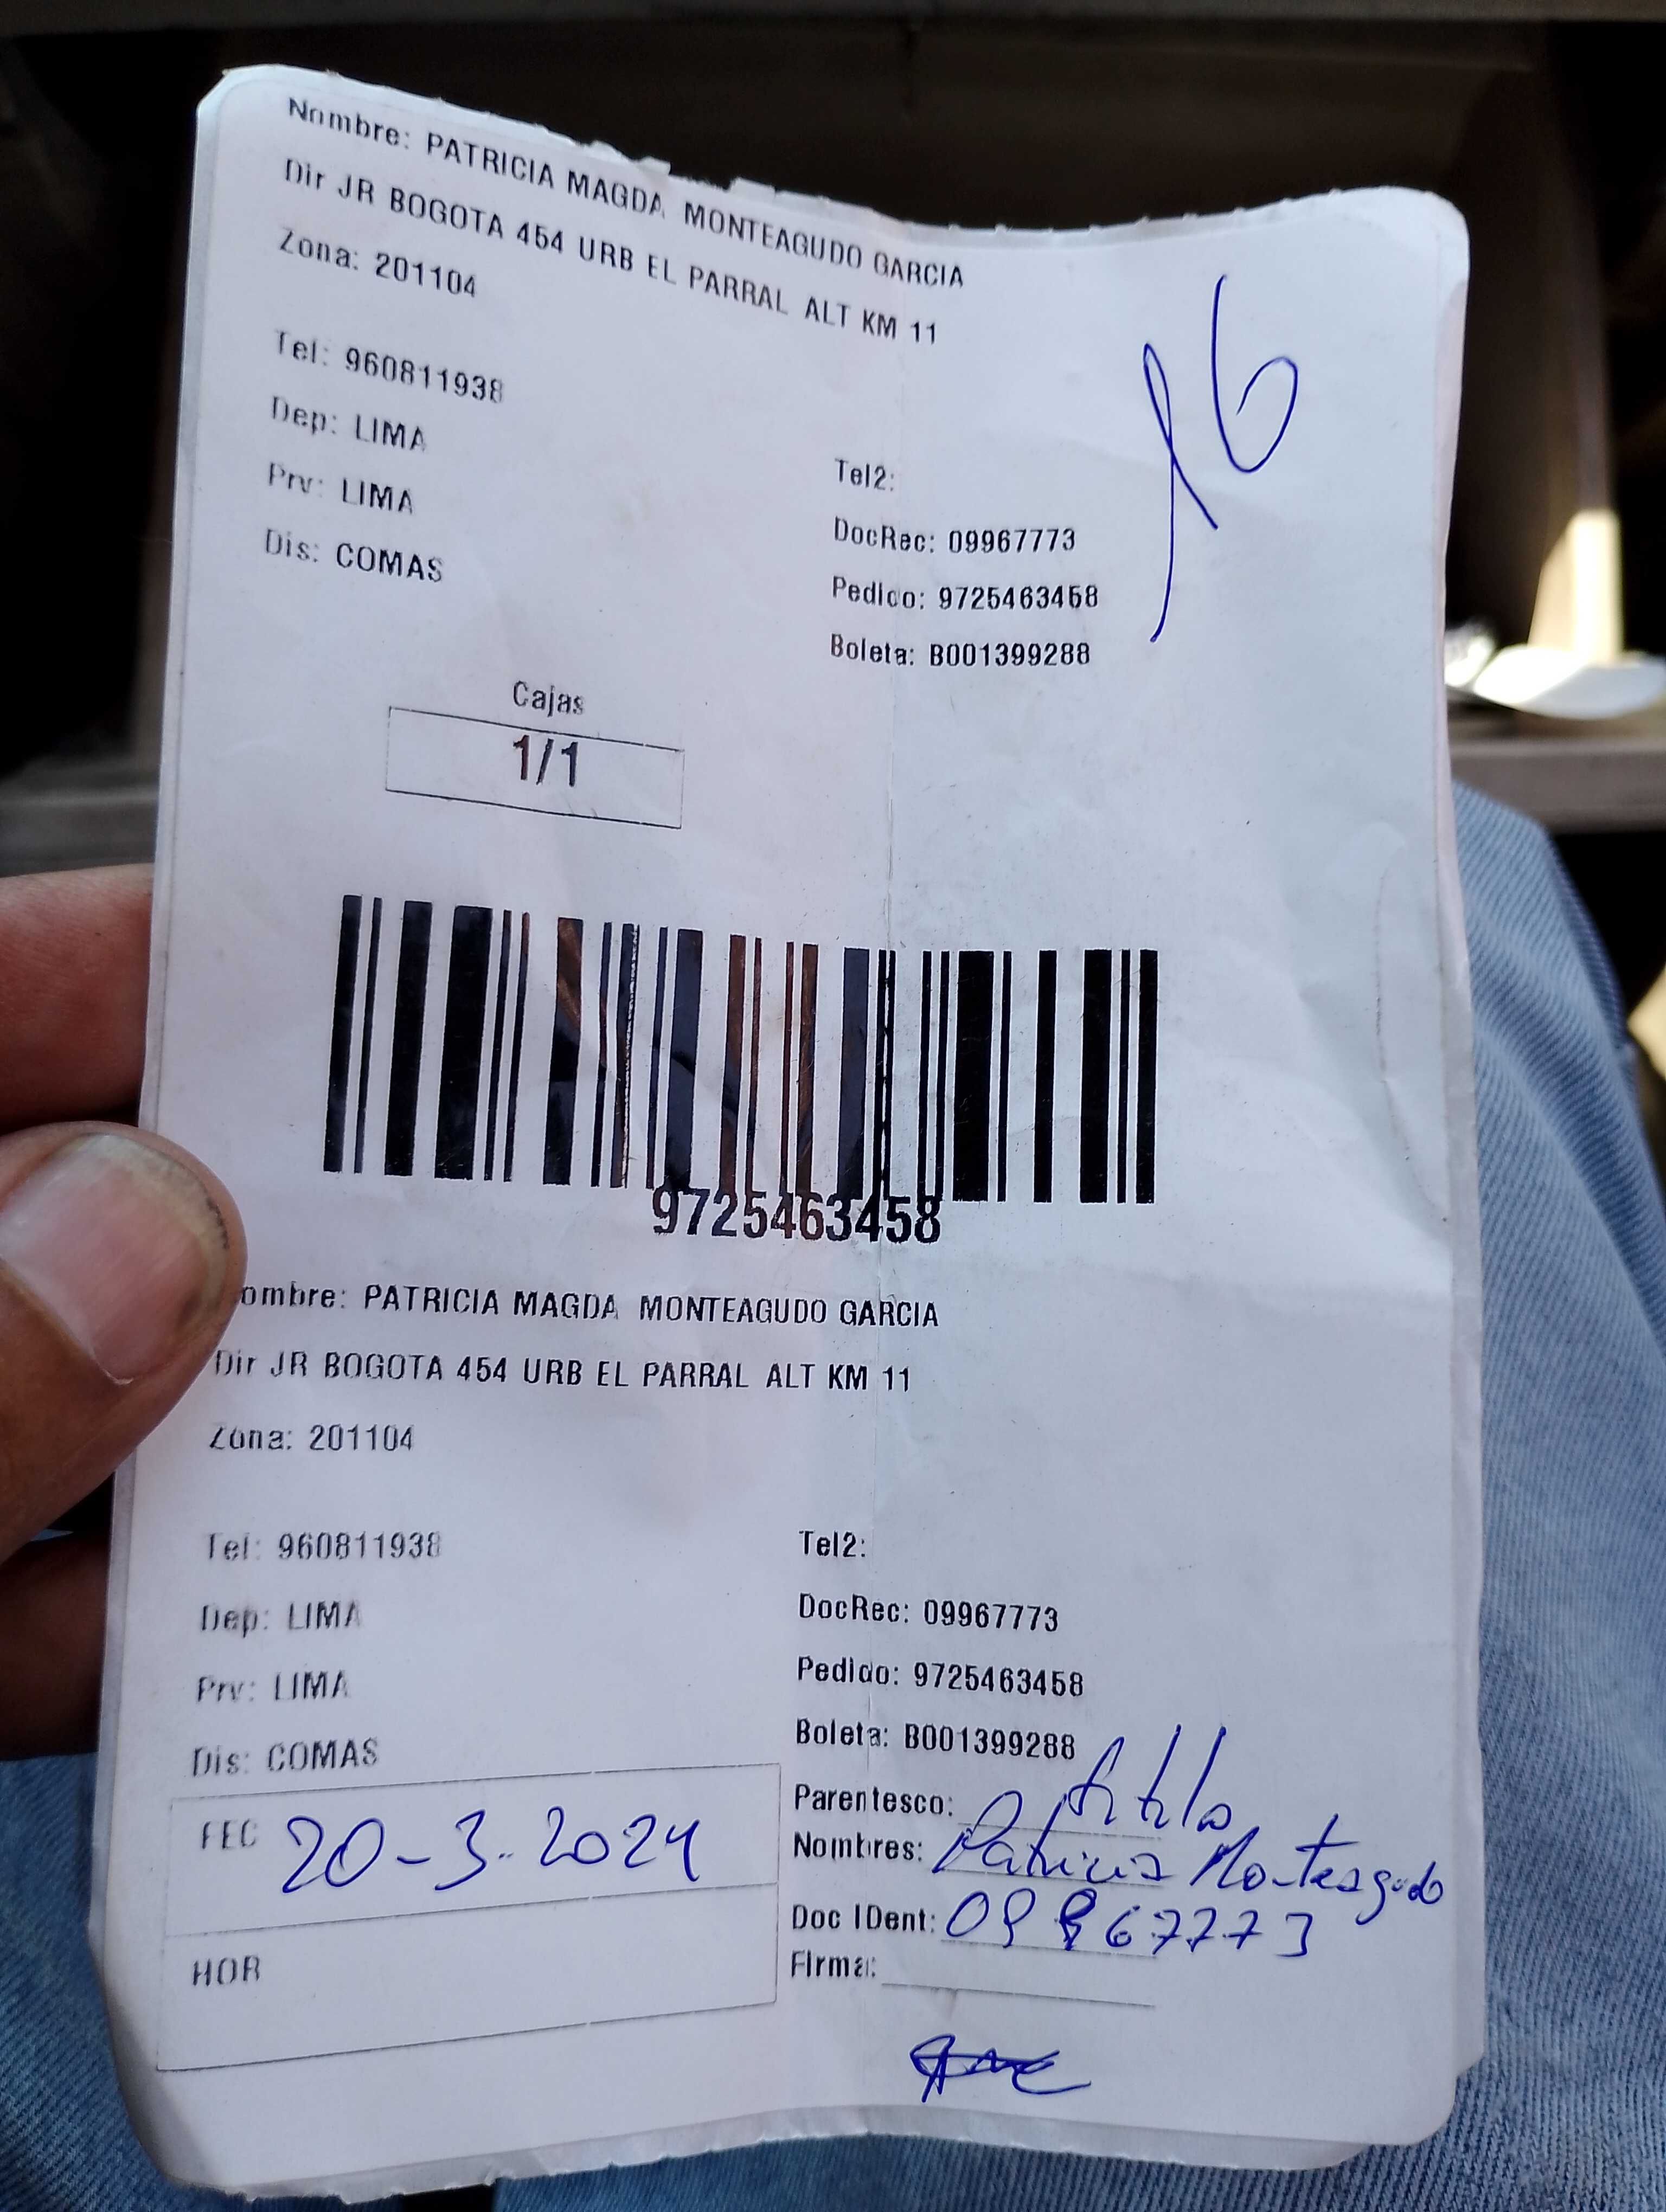 Nombre: PATRICIA MAGDA MONTEAGUDO GARCIA
Dir JR BOGOTA 454 URB EL PARRAL ALT KM 11
Zona: 201104
16
Tel: 960811938
Tel2:
Dep: LIMA
DocRec: 09967773
Prv: LIMA
Pedido: 9725463458
Dis: COMAS
Boleta: B001399288
Cajas
1/1
9725463458
ombre: PATRICIA MAGDA MONTEAGUDO GARCIA
Dir JR BOGOTA 454 URB EL PARRAL ALT KM 11
Zona: 201104
Tel: 960811938
Tel2:
Dep: LIMA
DocRec: 09967773
Prv: LIMA
Pedido: 9725463458
Dis: COMAS
Boleta: B001399288
FEC 20-3-2024
Parentesco: titla
Nombres: Patricia Monteagudo
Doc IDent: 09967773
HOR
Firma: